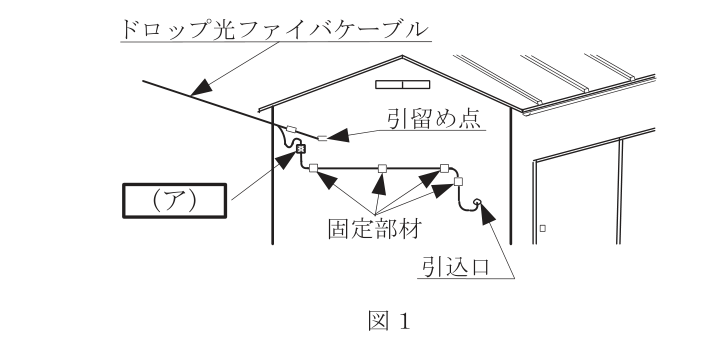 ドロップ光ファイバケーブル
引留め点
(ア)
固定部材
引込口
図1